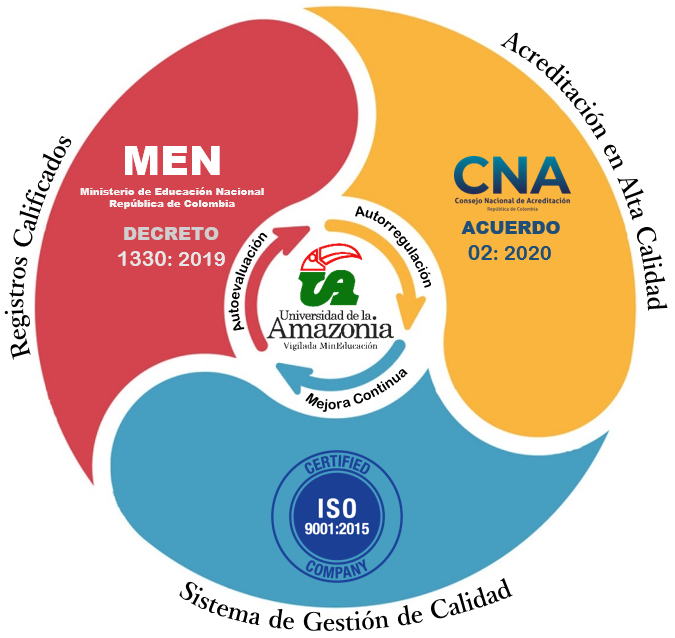 Registros Calificados
MEN
Ministerio de Educación Nacional
República de Colombia
DECRETO
1330: 2019
Acreditación en Alta Calidad
CNA
Consejo Nacional de Acreditación
República de Colombia
ACUERDO
02: 2020
Autoevaluación
Autorregulación
Mejora Continua
UA
Universidad de la
Amazonia
Vigilada MinEducación
CERTIFIED
ISO
9001:2015
COMPANY
Sistema de Gestión de Calidad